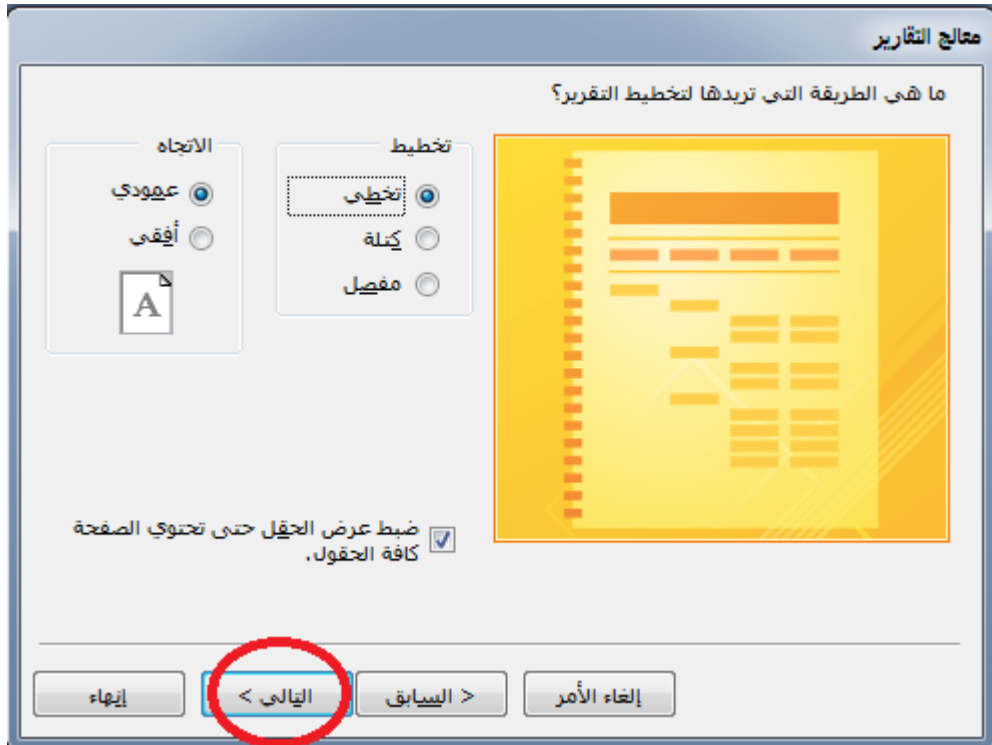 معالج التقارير
ما هي الطريقة التي تريدها لتخطيط التقرير؟
تخطيط
تخطي
كتلة
مفصل
الاتجاه
عمودي
أفقي
A
ضبط عرض الحقل حتى تحتوي الصفحة
كافة الحقول.
إلغاء الأمر
< السابق
التالي >
إنهاء